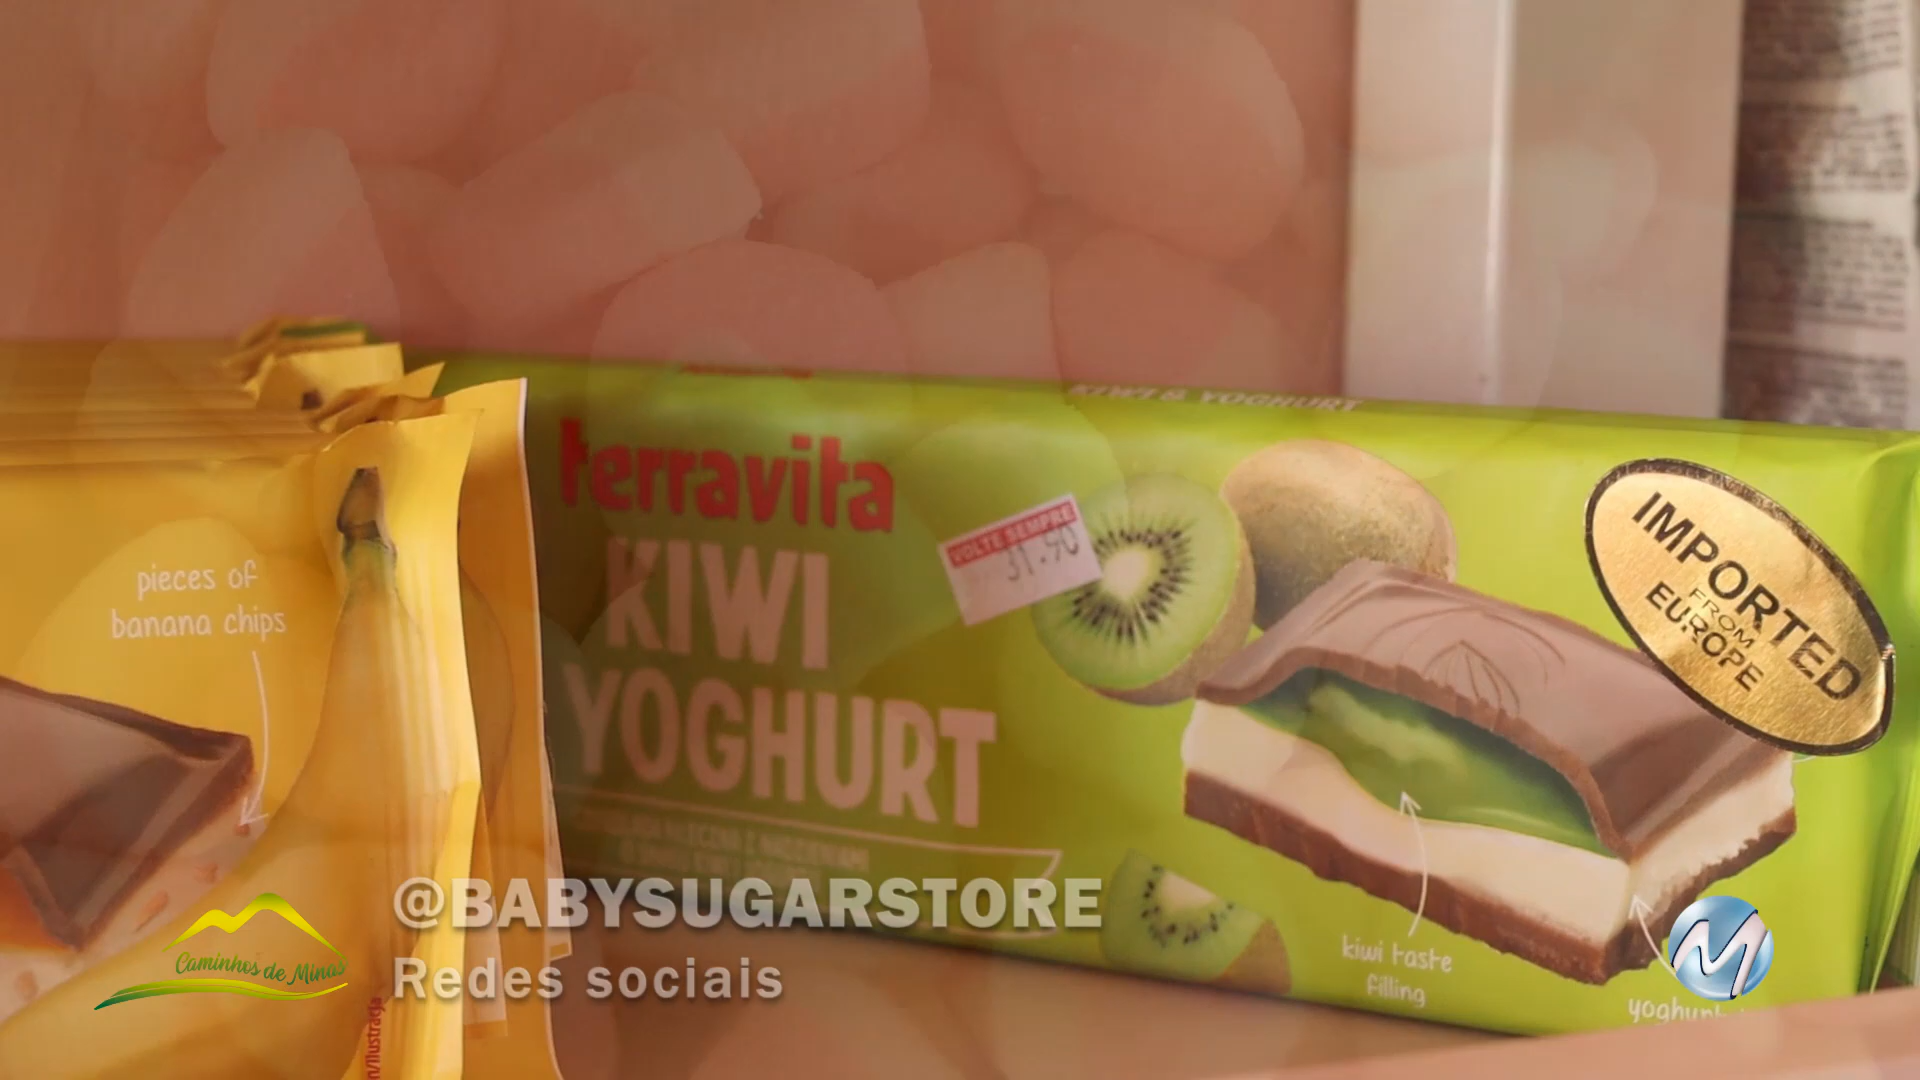 KIWI & YOGHURT
terravita
KIWI
YOGHURT
VOLTE SEMPRE
31.90
IMPORTED
FROM
EUROPE
pieces of
banana chips
kiwi taste
filling
@BABYSUGARSTORE
Redes sociais
Caminhos de Minas
M